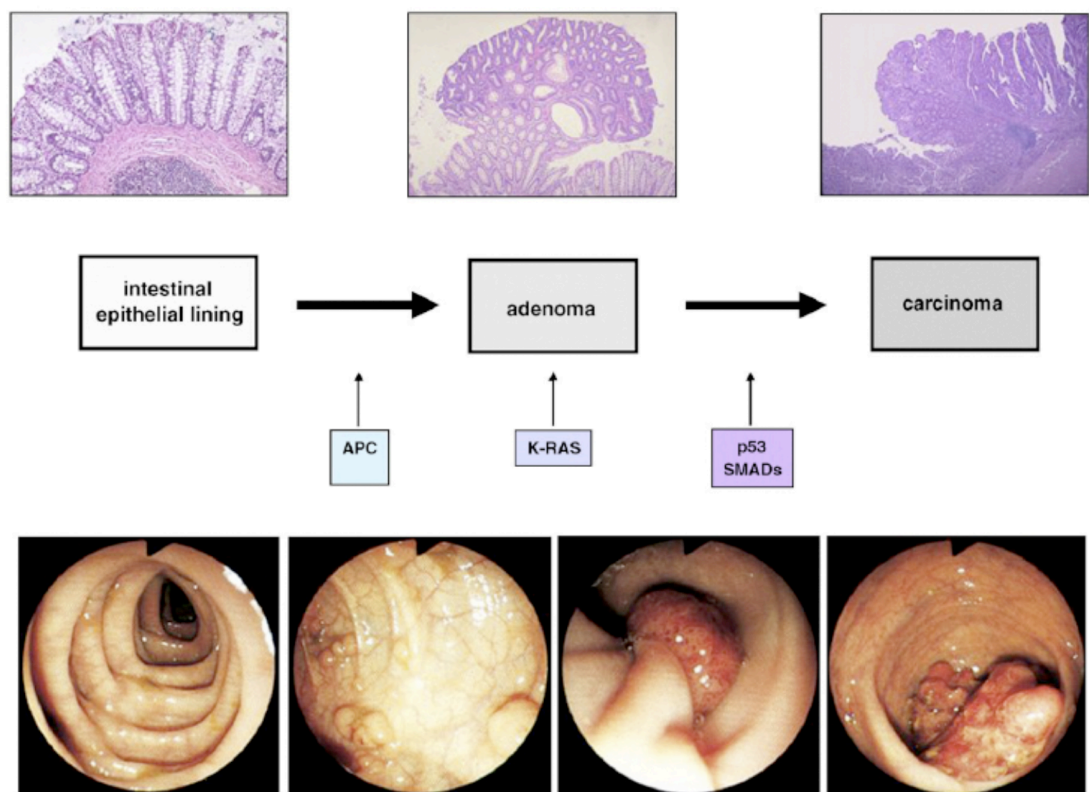 intestinal
epithelial lining
adenoma
carcinoma
APC
K-RAS
p53
SMADs